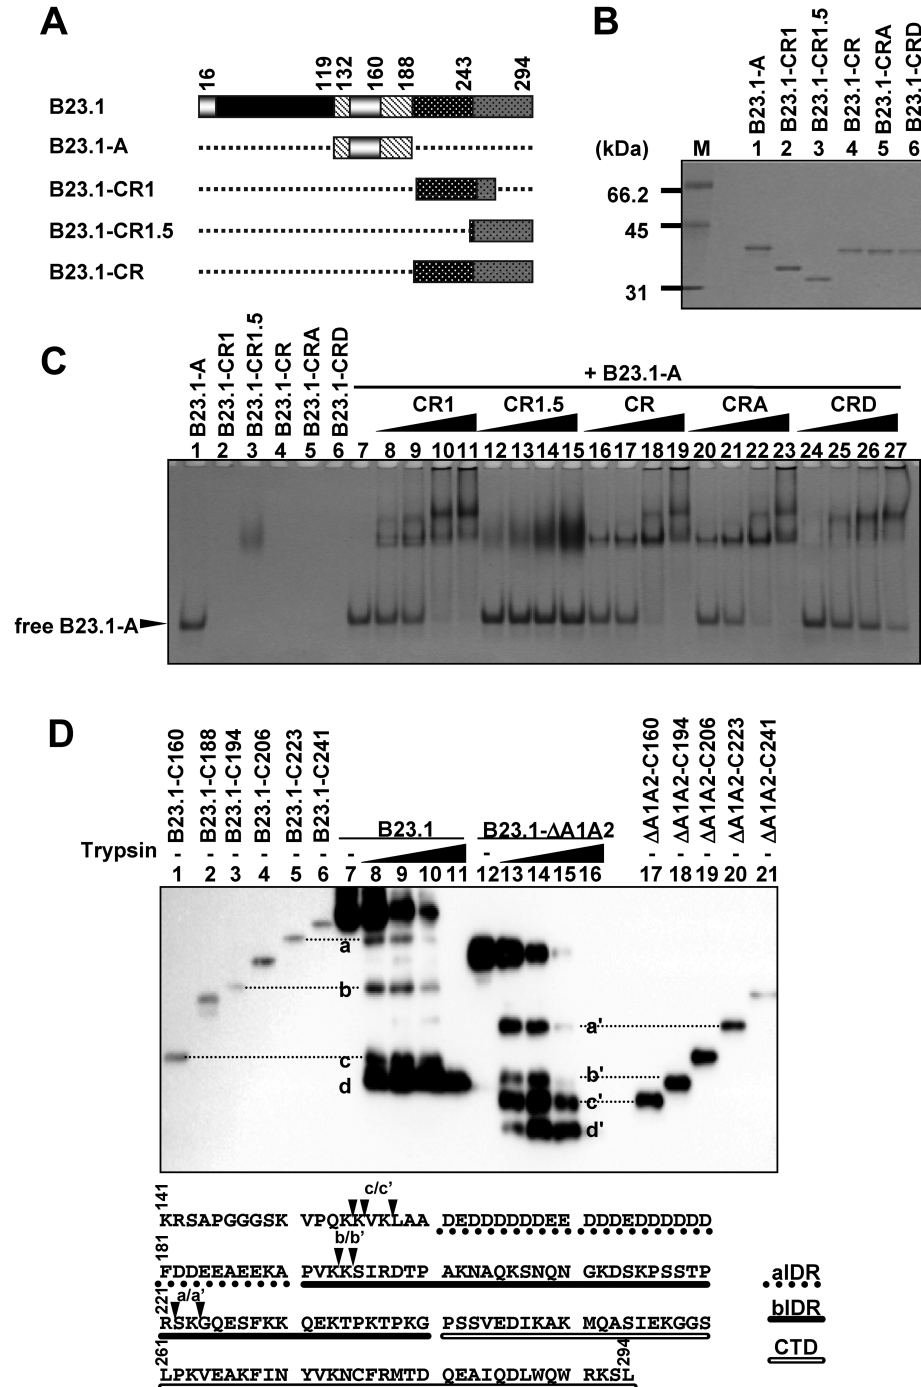 A
16 119 132 160 188 243 294
B23.1
B23.1-A
B23.1-CR1
B23.1-CR1.5
B23.1-CR
B
B23.1-A B23.1-CR1 B23.1-CR1.5 B23.1-CR B23.1-CRA B23.1-CRD
(kDa) M 1 2 3 4 5 6
66.2
45
31
C
B23.1-A B23.1-CR1 B23.1-CR1.5 B23.1-CR B23.1-CRA B23.1-CRD
+ B23.1-A
CR1 CR1.5 CR CRA CRD
1 2 3 4 5 6 7 8 9 10 11 12 13 14 15 16 17 18 19 20 21 22 23 24 25 26 27
free B23.1-A
D
B23.1-C160 B23.1-C188 B23.1-C194 B23.1-C206 B23.1-C223 B23.1-C241
B23.1 B23.1-ΔA1A2
ΔA1A2-C160 ΔA1A2-C194 ΔA1A2-C206 ΔA1A2-C223 ΔA1A2-C241
Trypsin - - - - - - - - - - - - -
1 2 3 4 5 6 7 8 9 10 11 12 13 14 15 16 17 18 19 20 21
a
b
c
d
a'
b'
c'
d'
c/c'
141
KRSAPGGGSK VPQKKVKLAA DEDDDDDDEE DDDEDDDDDD
b/b'
181
FDDEEAEEKA PVKKSIRDTP AKNAQKSNQN GKDSKPSSTP
aIDR
221
a/a'
RSKGQESFKK QEKTPKTPKG PSSVEDIKAK MQASIEKGGS
bIDR
CTD
261
294
LPKVEAKFIN YVKNCFRMTD QEAIQDLWQW RKSL